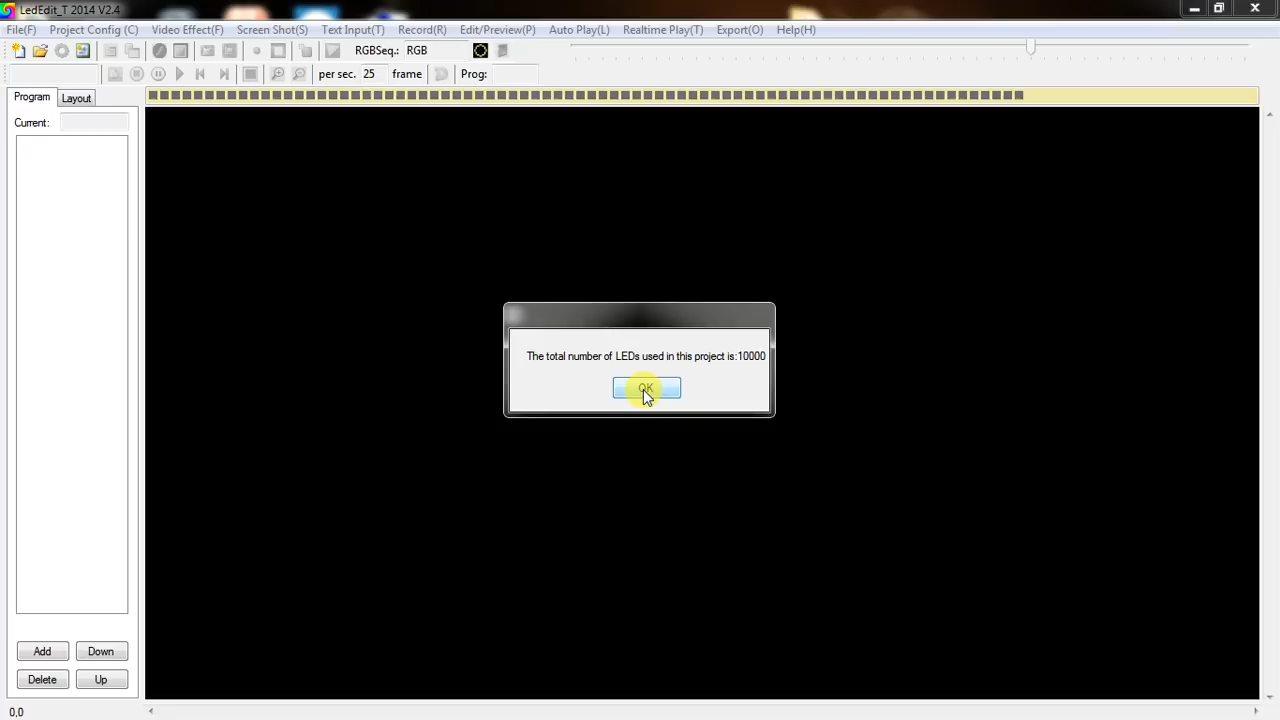 LedEdit_T 2014 V2.4
File(F) Project Config (C) Video Effect(F) Screen Shot(S) Text Input(T) Record(R) Edit/Preview(P) Auto Play(L) Realtime Play(T) Export(O) Help(H)
RGBSeq.: RGB
per sec. 25 frame Prog:
Program Layout
Current:
The total number of LEDs used in this project is:10000
OK
Add Down
Delete Up
0,0